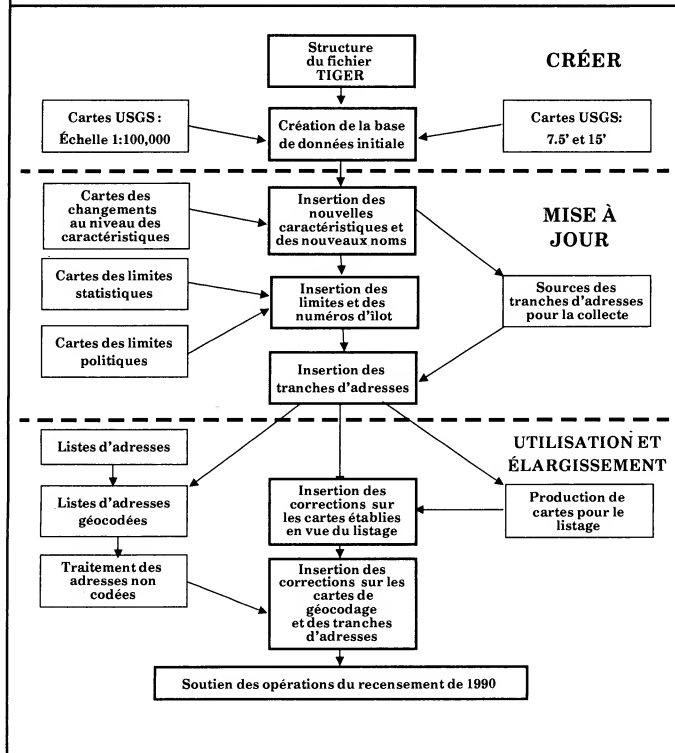 Structure
du fichier
TIGER
CRÉER
Cartes USGS :
Échelle 1:100,000
Création de la base
de données initiale
Cartes USGS:
7.5' et 15'
Cartes des
changements
au niveau des
caractéristiques
Insertion des
nouvelles
caractéristiques et
des nouveaux noms
MISE À
JOUR
Cartes des limites
statistiques
Insertion des
limites et des
numéros d'îlot
Sources des
tranches d'adresses
pour la collecte
Cartes des limites
politiques
Insertion des
tranches d'adresses
Listes d'adresses
UTILISATION ET
ÉLARGISSEMENT
Listes d'adresses
géocodées
Insertion des
corrections sur
les cartes établies
en vue du listage
Production de
cartes pour le
listage
Traitement des
adresses non
codées
Insertion des
corrections sur les
cartes de
géocodage
et des tranches
d'adresses
Soutien des opérations du recensement de 1990